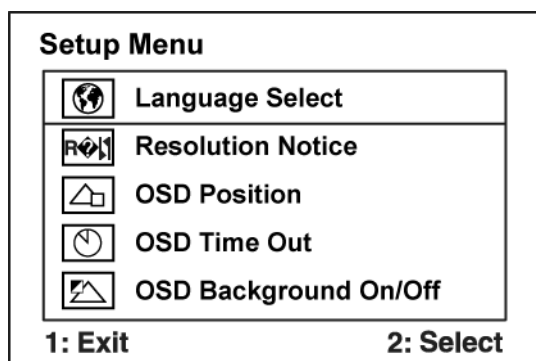 Setup Menu
Language Select
Resolution Notice
OSD Position
OSD Time Out
OSD Background On/Off
1: Exit 2: Select